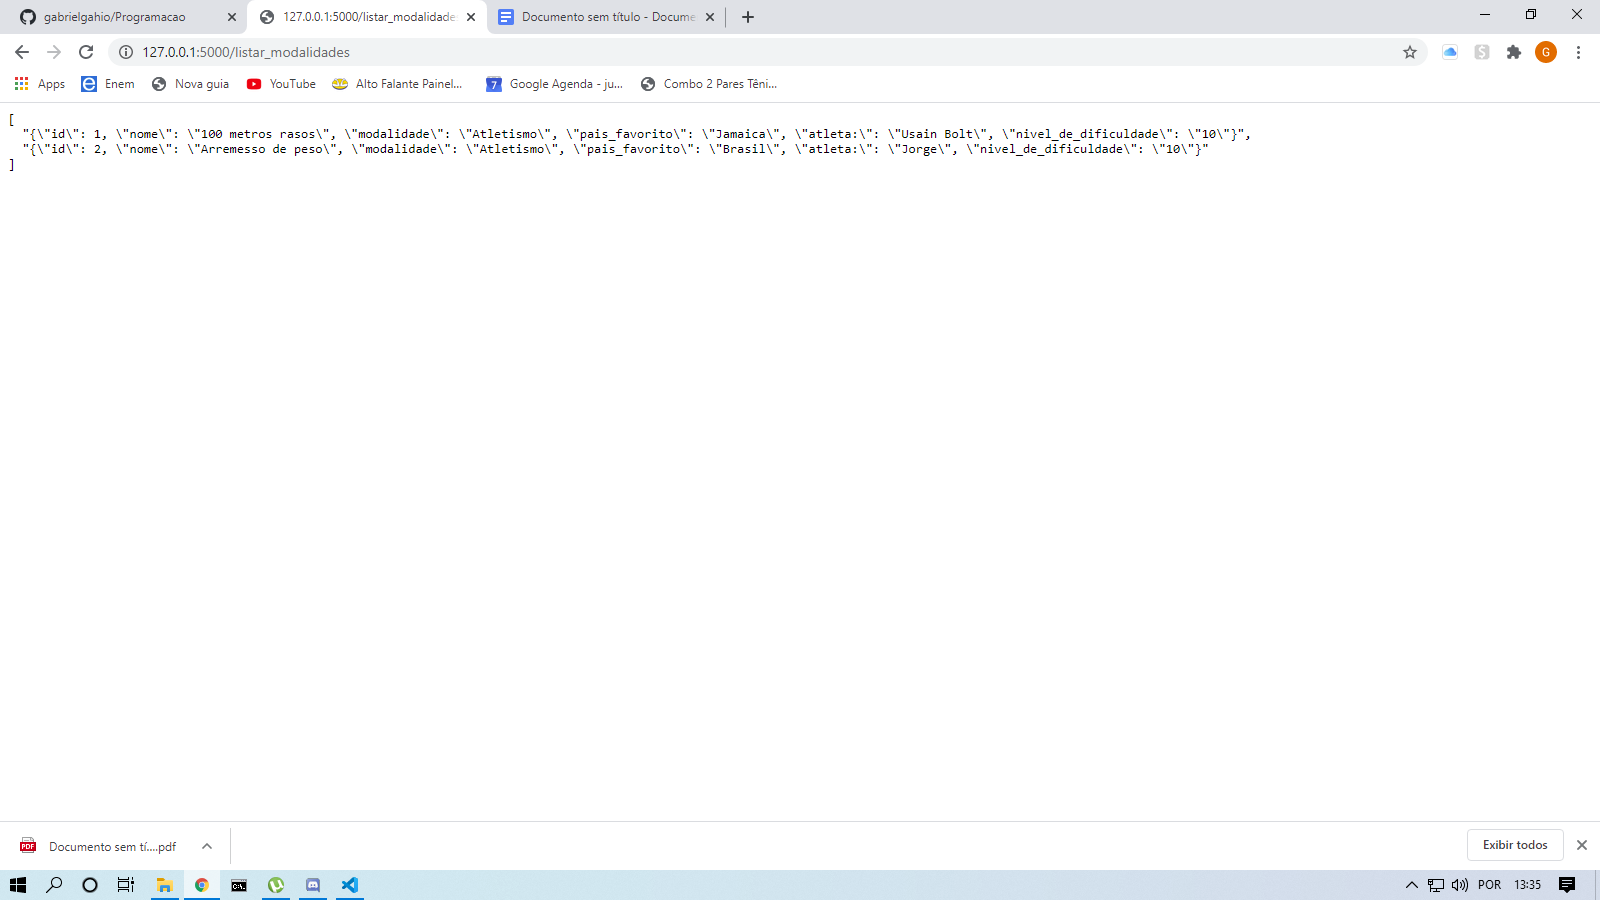 gabrielgahio/Programacao
127.0.0.1:5000/listar_modalidades
Documento sem título - Docume
127.0.0.1:5000/listar_modalidades
Apps Enem Nova guia YouTube Alto Falante Painel... 7 Google Agenda - ju... Combo 2 Pares Têni...
G
[
"{\"id\": 1, \"nome\": \"100 metros rasos\", \"modalidade\": \"Atletismo\", \"pais_favorito\": \"Jamaica\", \"atleta:\": \"Usain Bolt\", \"nivel_de_dificuldade\": \"10\"}",
"{\"id\": 2, \"nome\": \"Arremesso de peso\", \"modalidade\": \"Atletismo\", \"pais_favorito\": \"Brasil\", \"atleta:\": \"Jorge\", \"nivel_de_dificuldade\": \"10\"}"
]
PDF Documento sem tí....pdf
Exibir todos
POR 13:35